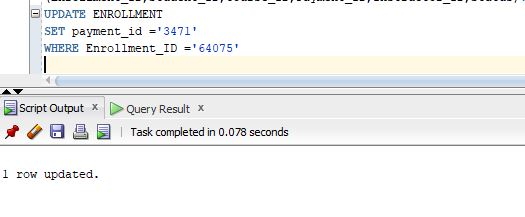 UPDATE ENROLLMENT
SET payment_id ='3471'
WHERE Enrollment_ID ='64075'
Script Output x Query Result x
Task completed in 0.078 seconds
1 row updated.